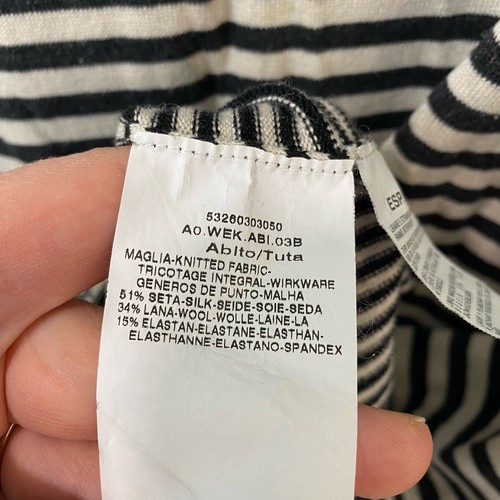 53260303050
A0.WEK.ABI.03B
Abito/Tuta
MAGLIA-KNITTED FABRIC-
TRICOTAGE INTEGRAL-WIRKWARE
GENEROS DE PUNTO-MALHA
51% SETA-SILK-SEIDE-SOIE-SEDA
34% LANA-WOOL-WOLLE-LAINE-LA
15% ELASTAN-ELASTANE-ELASTHAN-
ELASTHANNE-ELASTANO-SPANDEX
ESP